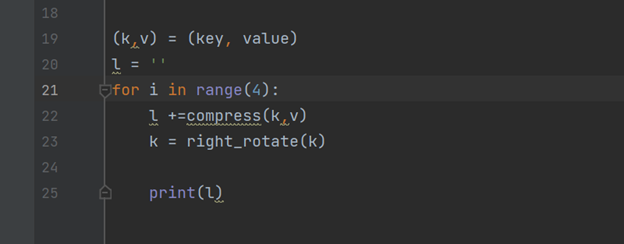 18
19 (k,v) = (key, value)
20 l = ''
21 for i in range(4):
22     l +=compress(k,v)
23     k = right_rotate(k)
24
25     print(l)